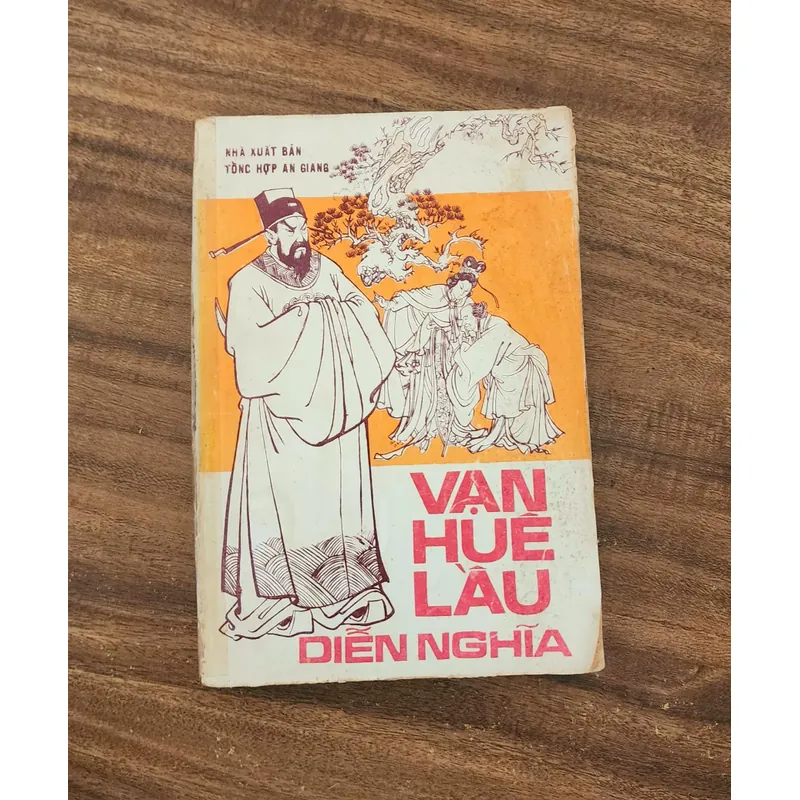 NHÀ XUẤT BẢN
TỔNG HỢP AN GIANG
VẠN
HUÊ
LẦU
DIỄN NGHĨA